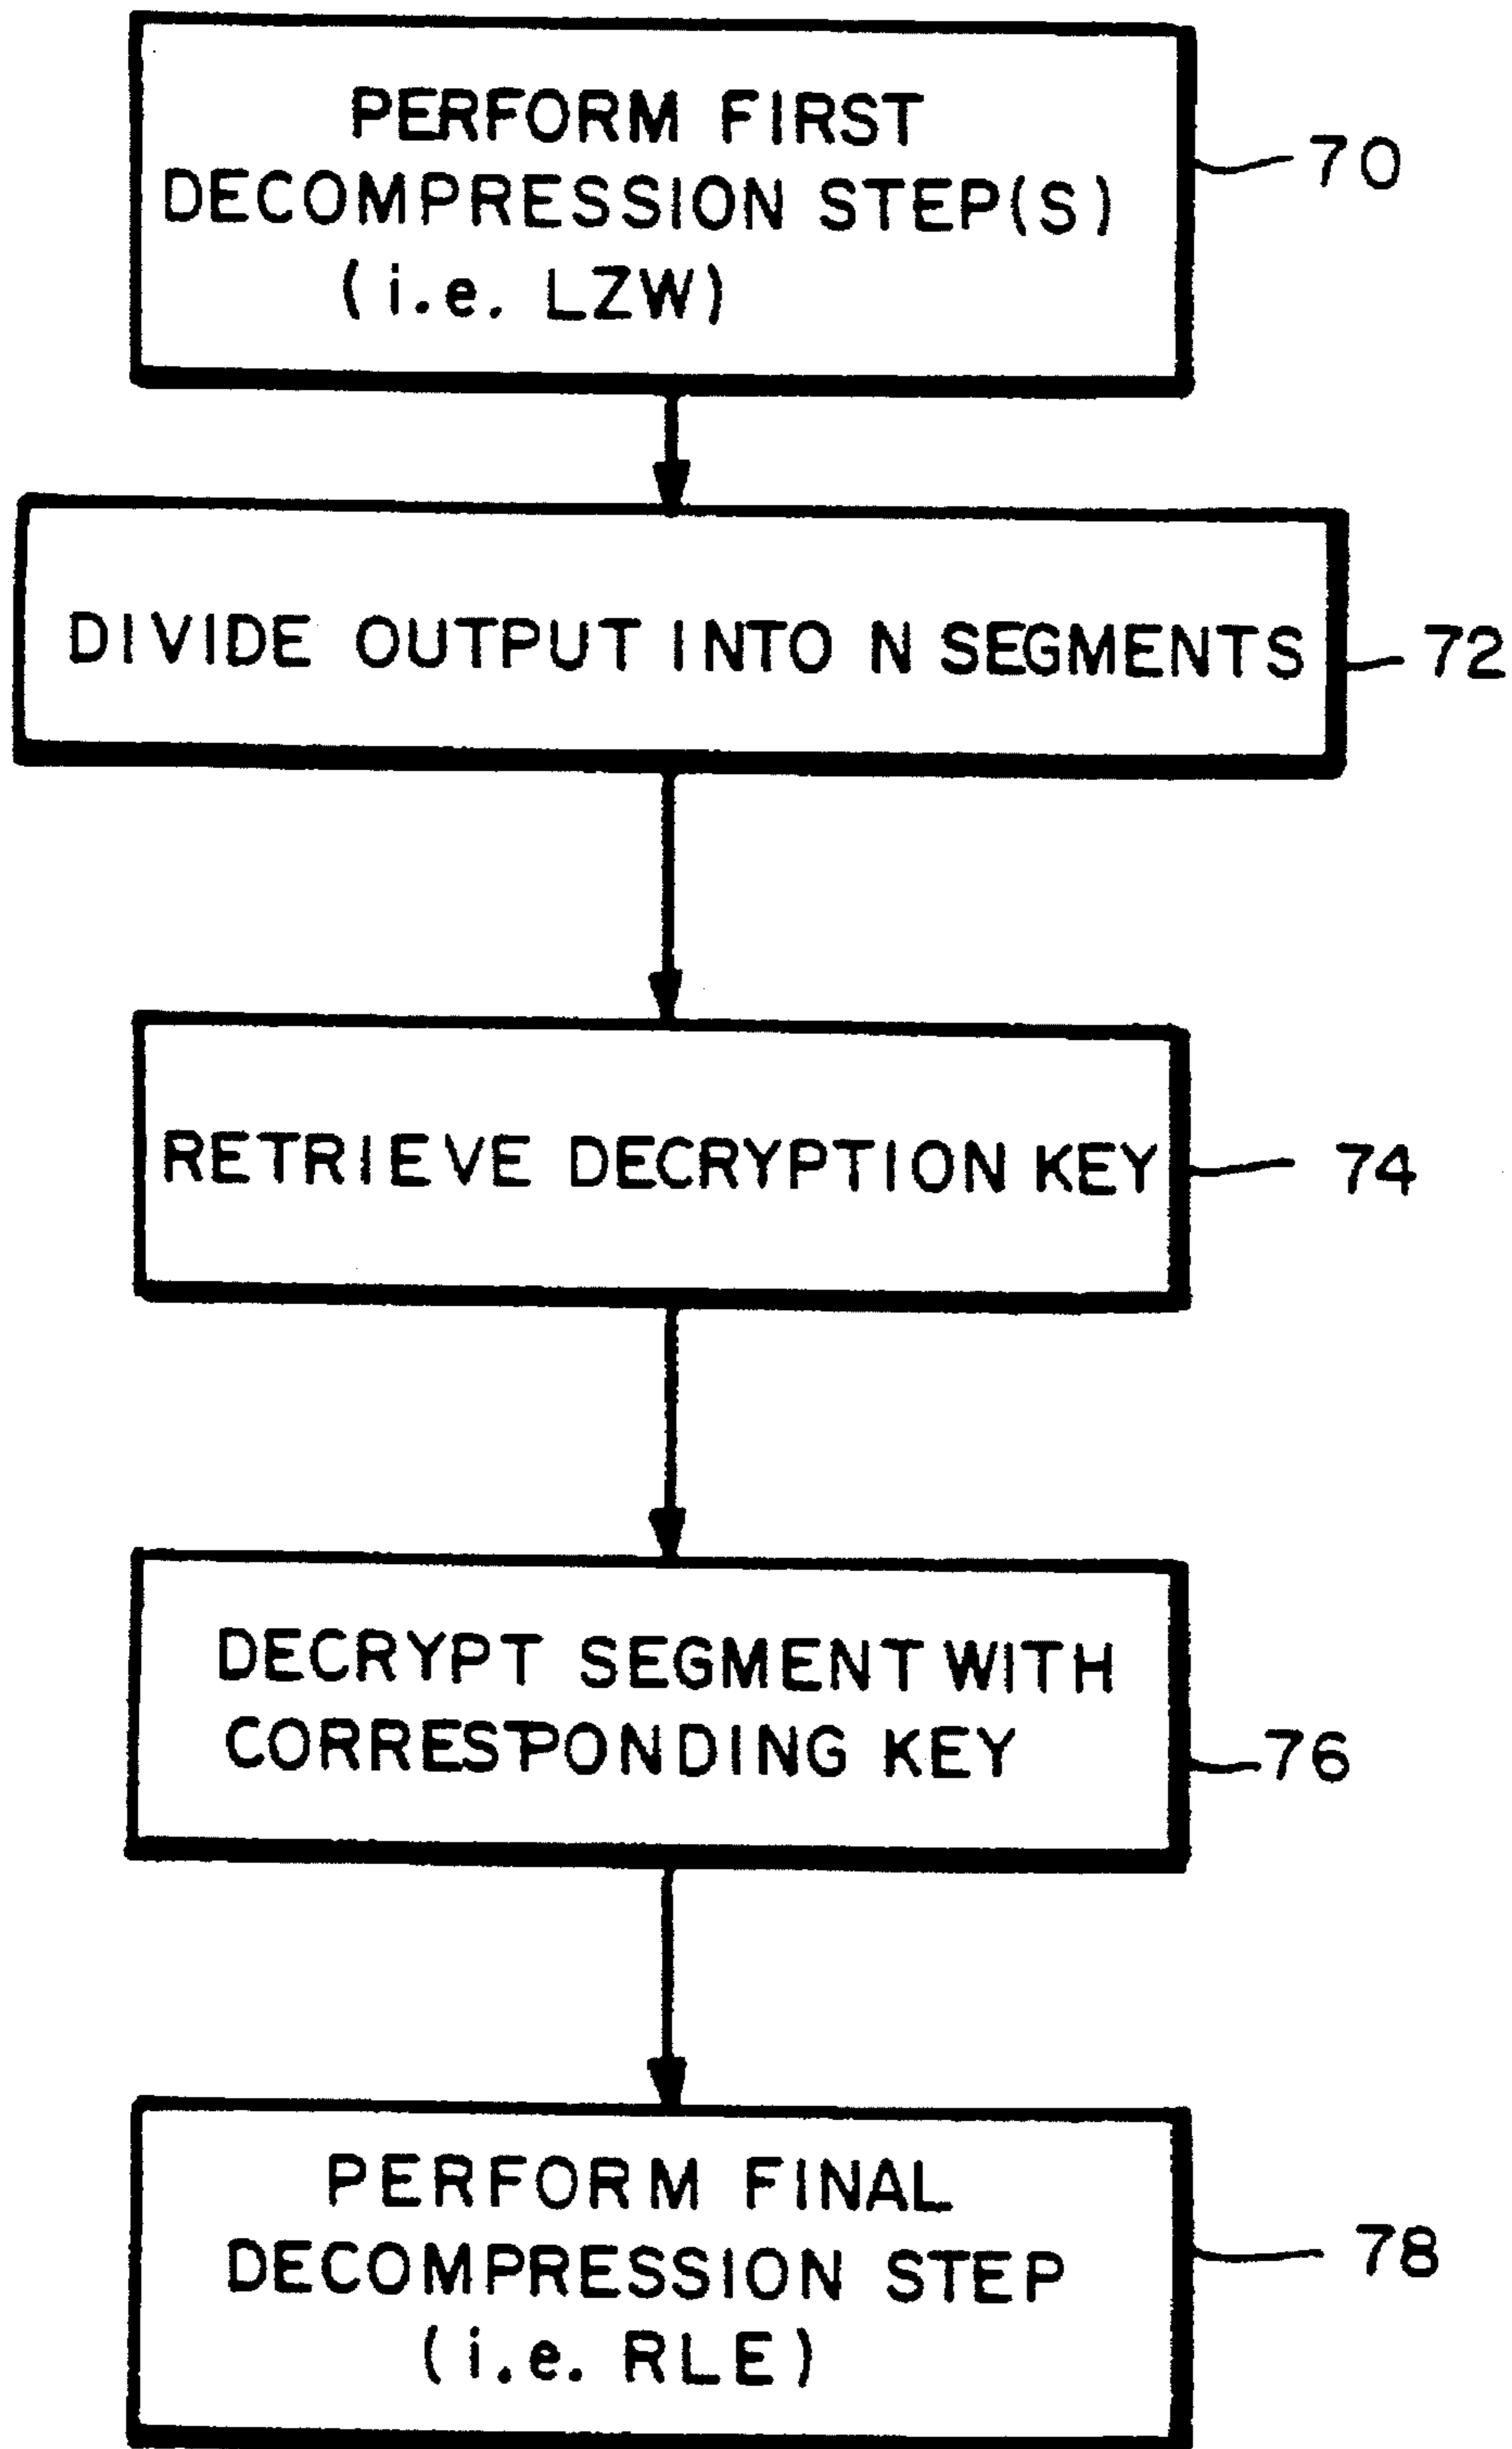 PERFORM FIRST
DECOMPRESSION STEP(S)
(i.e. LZW)
70
DIVIDE OUTPUT INTO N SEGMENTS
72
RETRIEVE DECRYPTION KEY
74
DECRYPT SEGMENT WITH
CORRESPONDING KEY
76
PERFORM FINAL
DECOMPRESSION STEP
(i.e. RLE)
78